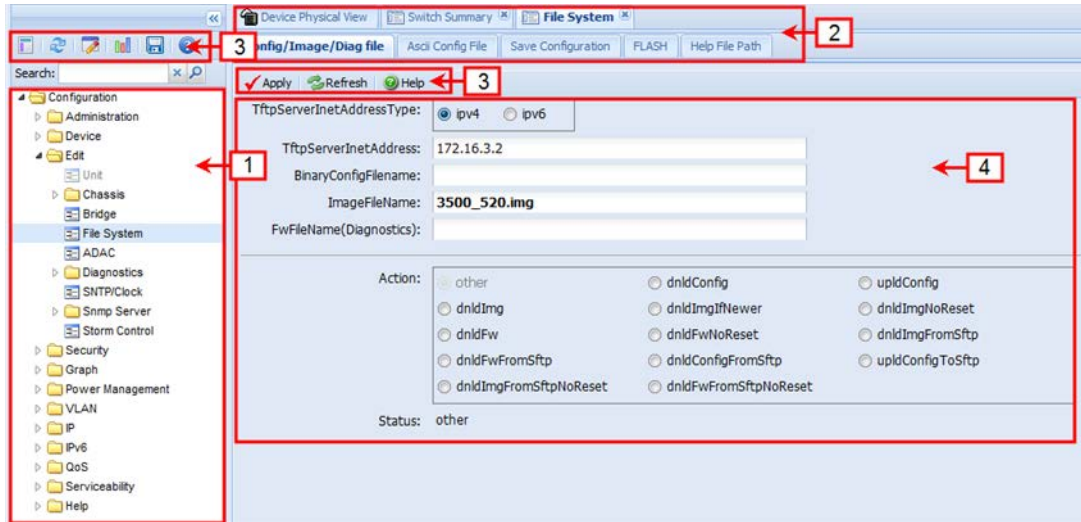 Device Physical View
Switch Summary
File System
2
3
onfig/Image/Diag file
Ascii Config File
Save Configuration
FLASH
Help File Path
Search:
Apply
Refresh
Help
3
Configuration
Administration
Device
Edit
Unit
Chassis
Bridge
File System
ADAC
Diagnostics
SNTP/Clock
Snmp Server
Storm Control
Security
Graph
Power Management
VLAN
IP
IPv6
QoS
Serviceability
Help
1
TftpServerInetAddressType:
ipv4
ipv6
TftpServerInetAddress:
172.16.3.2
BinaryConfigFilename:
ImageFileName:
3500_520.img
FwFileName(Diagnostics):
4
Action:
other
dnldConfig
upldConfig
dnldImg
dnldImgIfNewer
dnldImgNoReset
dnldFw
dnldFwNoReset
dnldImgFromSftp
dnldFwFromSftp
dnldConfigFromSftp
upldConfigToSftp
dnldImgFromSftpNoReset
dnldFwFromSftpNoReset
Status:
other